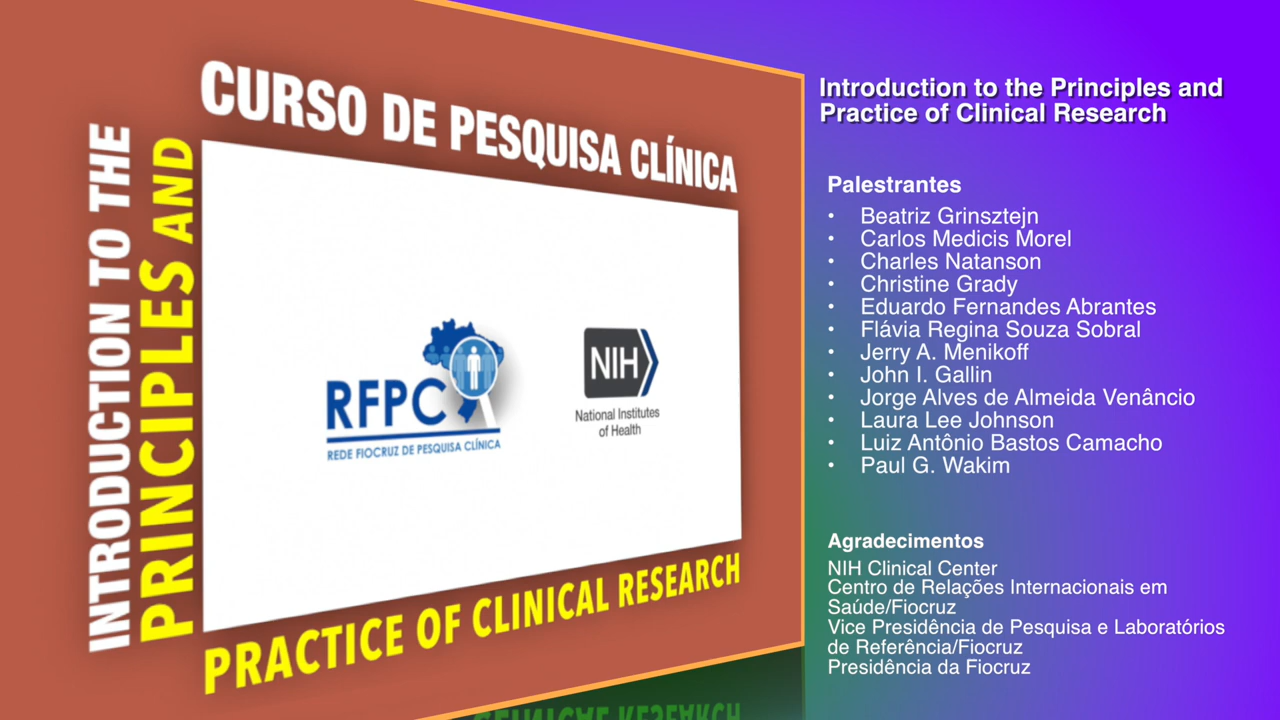 CURSO DE PESQUISA CLÍNICA
INTRODUCTION TO THE
PRINCIPLES AND
RFPC
REDE FIOCRUZ DE PESQUISA CLÍNICA
NIH
National Institutes
of Health
PRACTICE OF CLINICAL RESEARCH
Introduction to the Principles and
Practice of Clinical Research
Palestrantes
• Beatriz Grinsztejn
• Carlos Medicis Morel
• Charles Natanson
• Christine Grady
• Eduardo Fernandes Abrantes
• Flávia Regina Souza Sobral
• Jerry A. Menikoff
• John I. Gallin
• Jorge Alves de Almeida Venâncio
• Laura Lee Johnson
• Luiz Antônio Bastos Camacho
• Paul G. Wakim
Agradecimentos
NIH Clinical Center
Centro de Relações Internacionais em
Saúde/Fiocruz
Vice Presidência de Pesquisa e Laboratórios
de Referência/Fiocruz
Presidência da Fiocruz